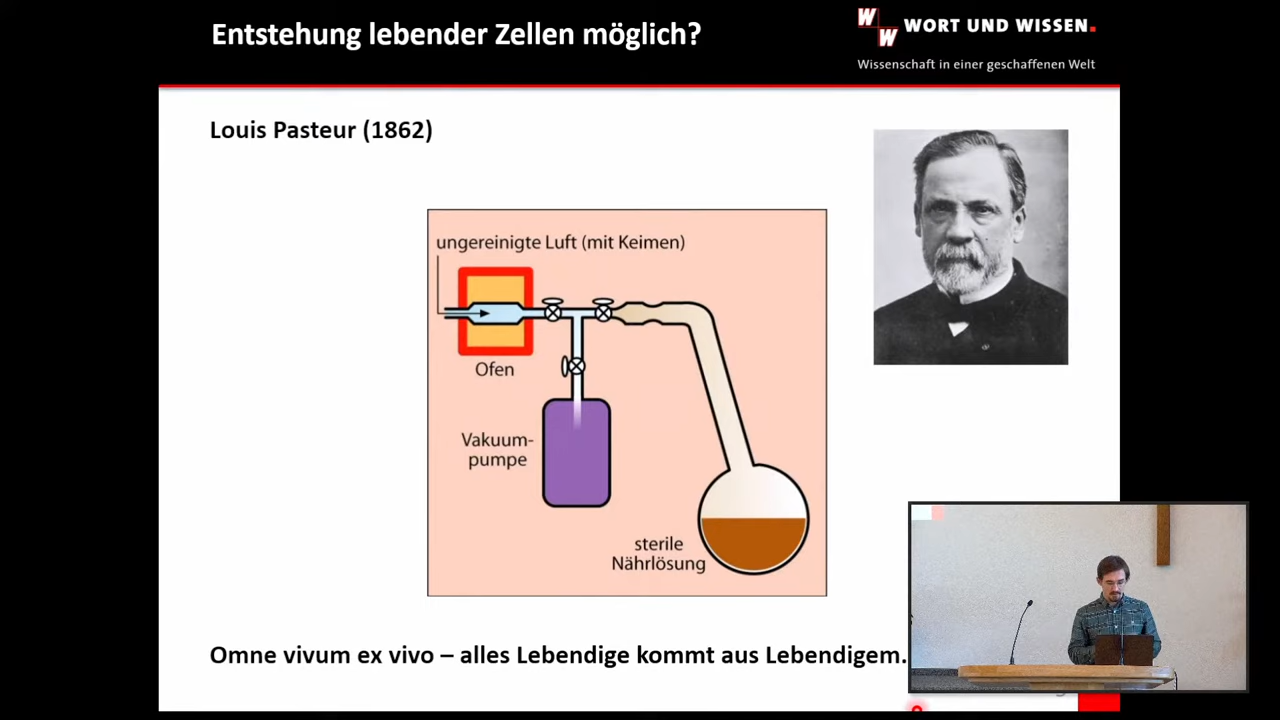 Entstehung lebender Zellen möglich?
W
W
WORT UND WISSEN.
Wissenschaft in einer geschaffenen Welt
Louis Pasteur (1862)
ungereinigte Luft (mit Keimen)
Ofen
Vakuum-
pumpe
sterile
Nährlösung
Omne vivum ex vivo – alles Lebendige kommt aus Lebendigem.